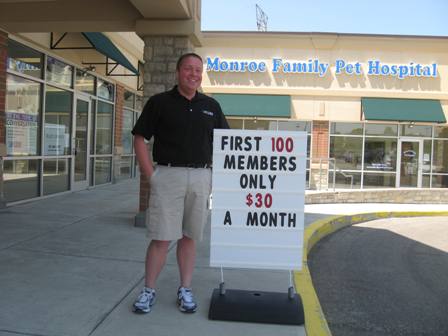 Monroe Family Pet Hospital
FIRST 100
MEMBERS
ONLY
$30
A MONTH